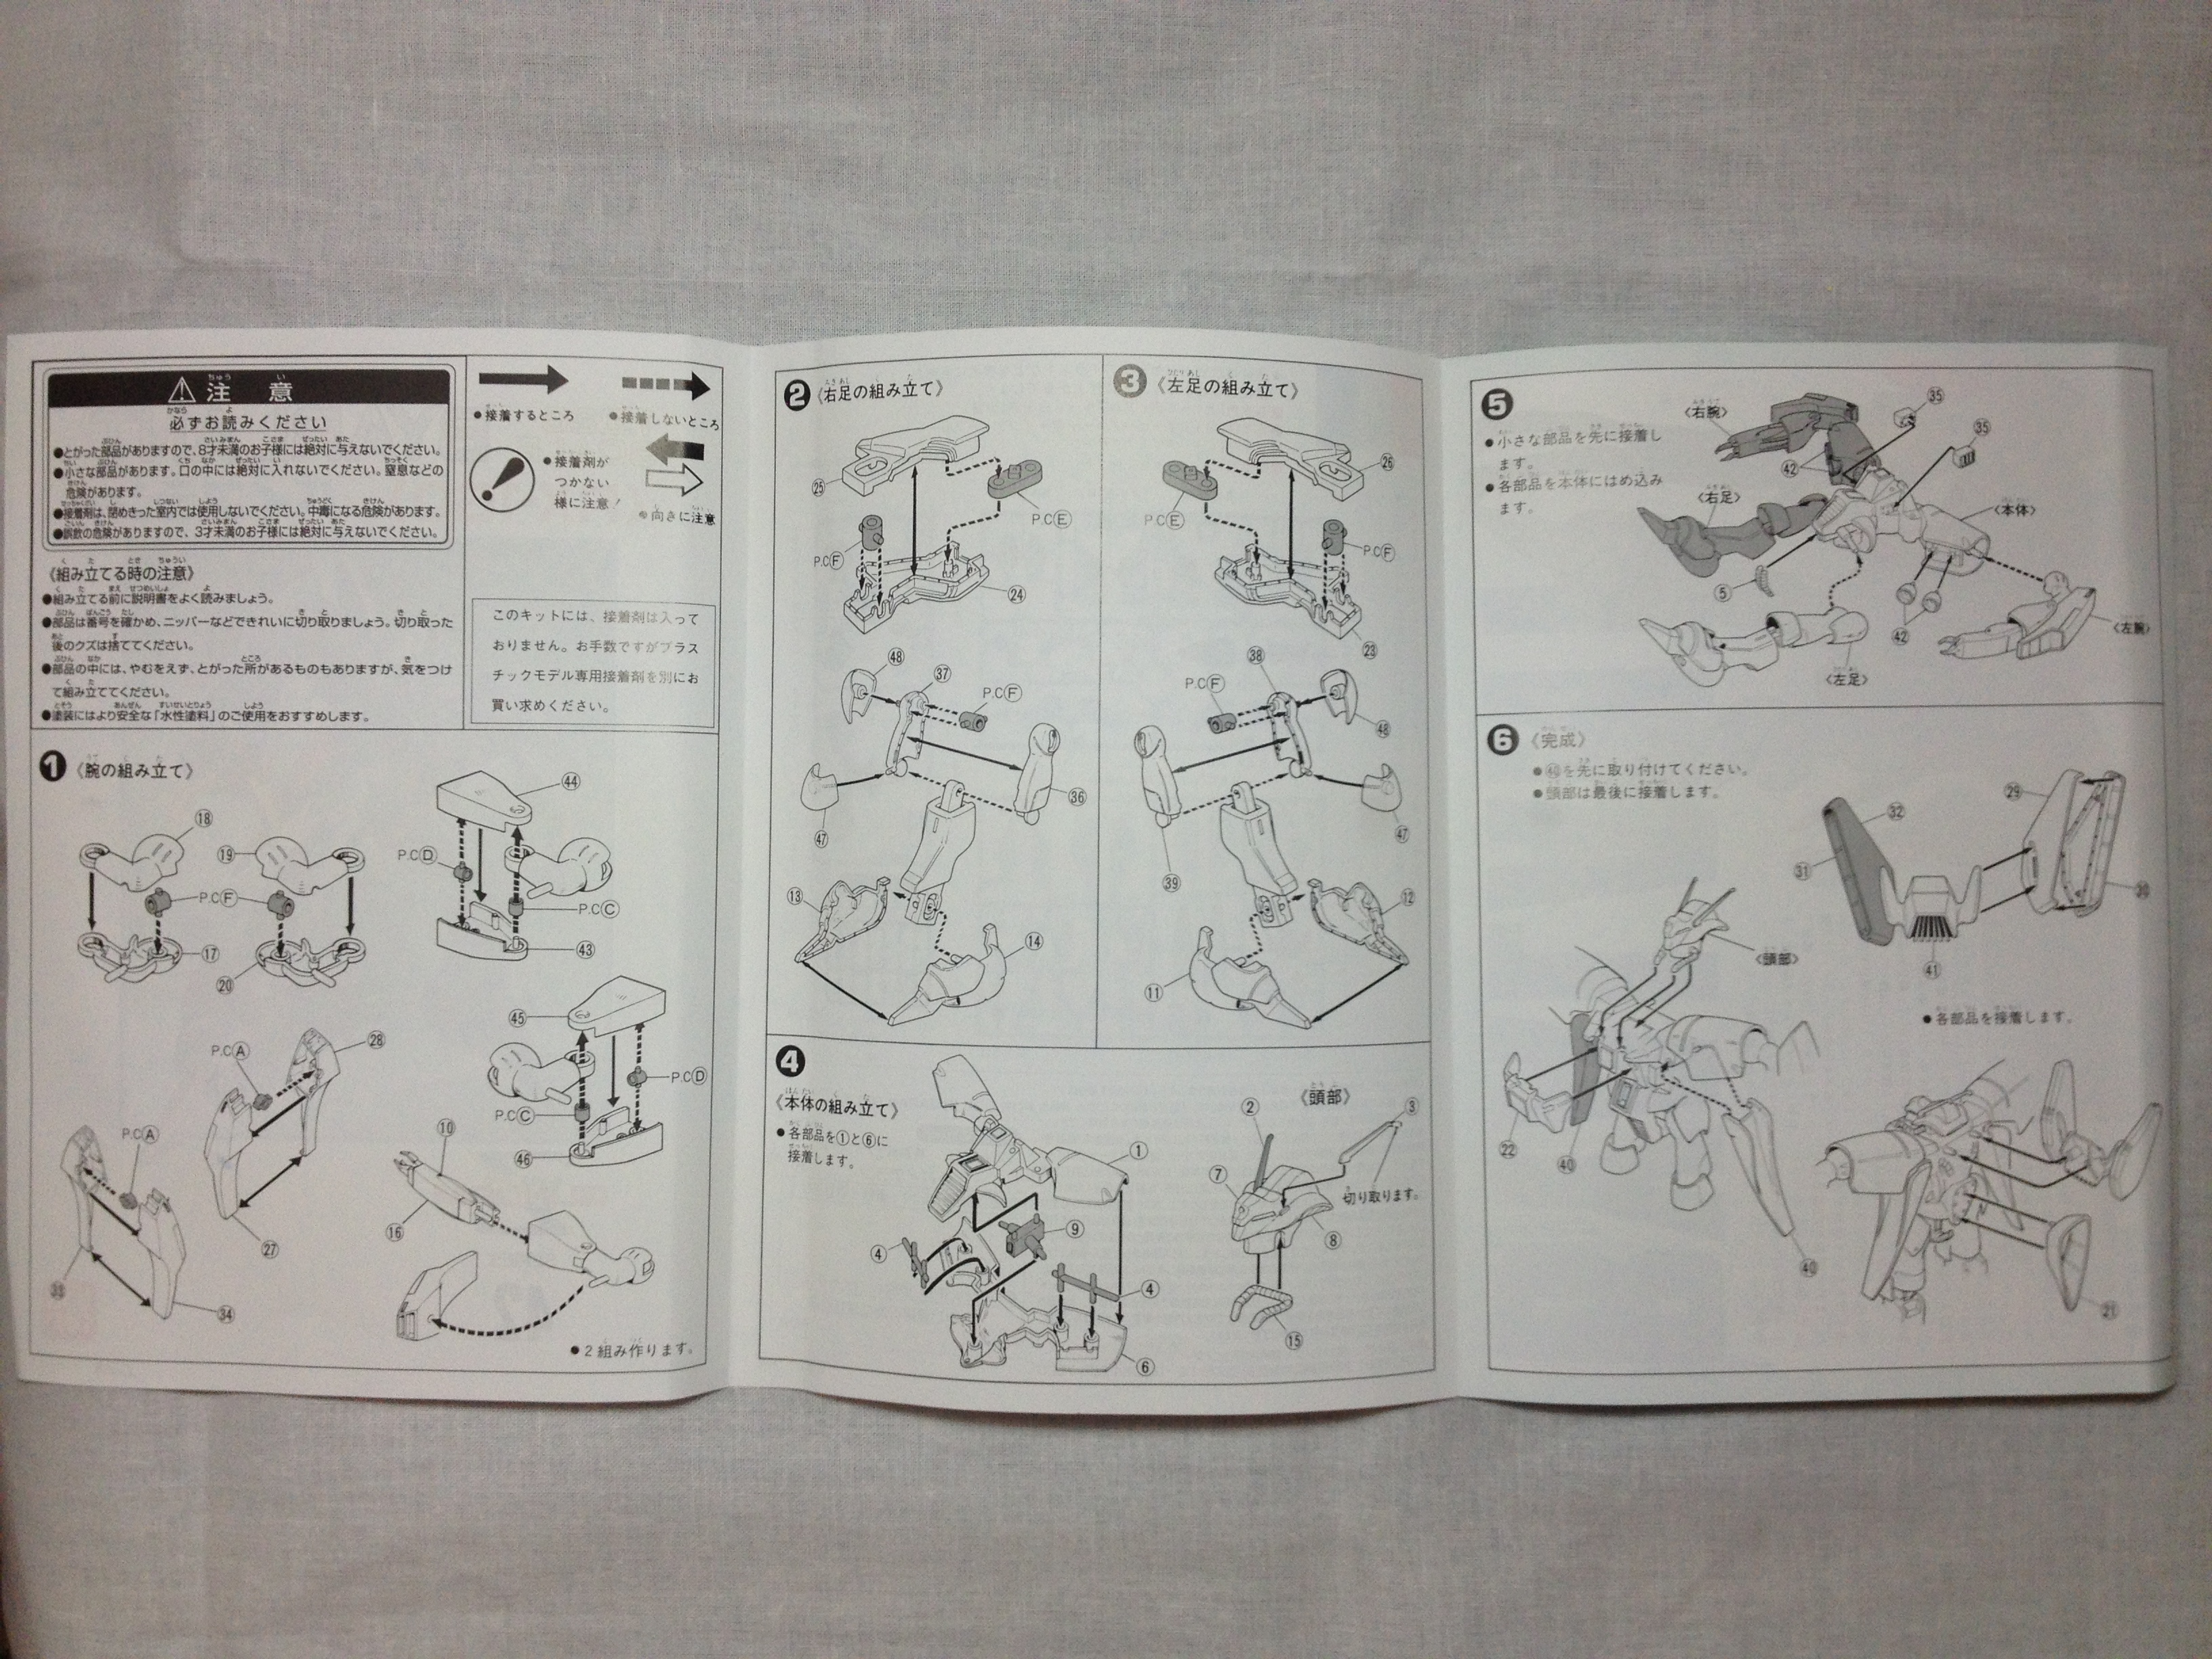 注意
必ずお読みください
●とがった部品がありますので、8才未満のお子様には絶対に与えないでください。
●小さな部品があります。口の中には絶対に入れないでください。窒息などの
危険があります。
●接着剤は、閉めきった室内では使用しないでください。中毒になる危険があります。
●誤飲の危険がありますので、3才未満のお子様には絶対に与えないでください。
《組み立てる時の注意》
●組み立てる前に説明書をよく読みましょう。
●部品は番号を確かめ、ニッパーなどできれいに切り取りましょう。切り取った
後のクズは捨ててください。
●部品の中には、やむをえず、とがった所があるものもありますが、気をつけ
て組み立ててください。
●塗装にはより安全な「水性塗料」のご使用をおすすめします。
●接着するところ
●接着しないところ
●接着剤が
つかない
様に注意!
●向きに注意
このキットには、接着剤は入って
おりません。お手数ですがプラス
チックモデル専用接着剤を別にお
買い求めください。
❶《腕の組み立て》
⑱
⑲
P.CⒻ
⑰
⑳
㊹
P.CⒹ
P.CⒸ
㊸
㊺
P.CⒹ
P.CⒸ
㊻
P.CⒶ
㉘
P.CⒶ
㉗
㉞
⑩
⑯
●2組み作ります。
❷《右足の組み立て》
㉕
P.CⒺ
P.CⒻ
㉔
㊽
㊲
P.CⒻ
㊱
㊼
⑬
⑭
❸《左足の組み立て》
㉖
P.CⒺ
P.CⒻ
㉓
㊳
P.CⒻ
㊽
㊼
㊴
⑫
⑪
❹
《本体の組み立て》
●各部品を①と⑥に
接着します。
①
④
⑨
④
⑥
《頭部》
②
③
⑦
切り取ります。
⑧
⑮
❺
●小さな部品を先に接着し
ます。
●各部品を本体にはめ込み
ます。
〈右腕〉
㉟
㉟
㊷
〈右足〉
〈本体〉
⑤
㊷
〈左腕〉
〈左足〉
❻《完成》
●㊵を先に取り付けてください。
●頭部は最後に接着します。
㉙
㉜
㉛
㉚
㊶
〈頭部〉
●各部品を接着します。
㉒
㊵
㊵
㉑